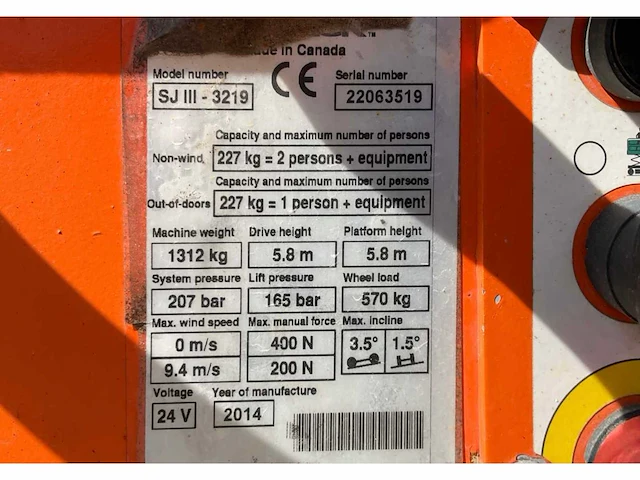 in Canada
Model number CE Serial number
SJ III - 3219 22063519
Capacity and maximum number of persons
Non-wind 227 kg = 2 persons + equipment
Capacity and maximum number of persons
Out-of-doors 227 kg = 1 person + equipment
Machine weight Drive height Platform height
1312 kg 5.8 m 5.8 m
System pressure Lift pressure Wheel load
207 bar 165 bar 570 kg
Max. wind speed Max. manual force Max. incline
0 m/s 400 N 3.5° 1.5°
9.4 m/s 200 N
Voltage Year of manufacture
24 V 2014